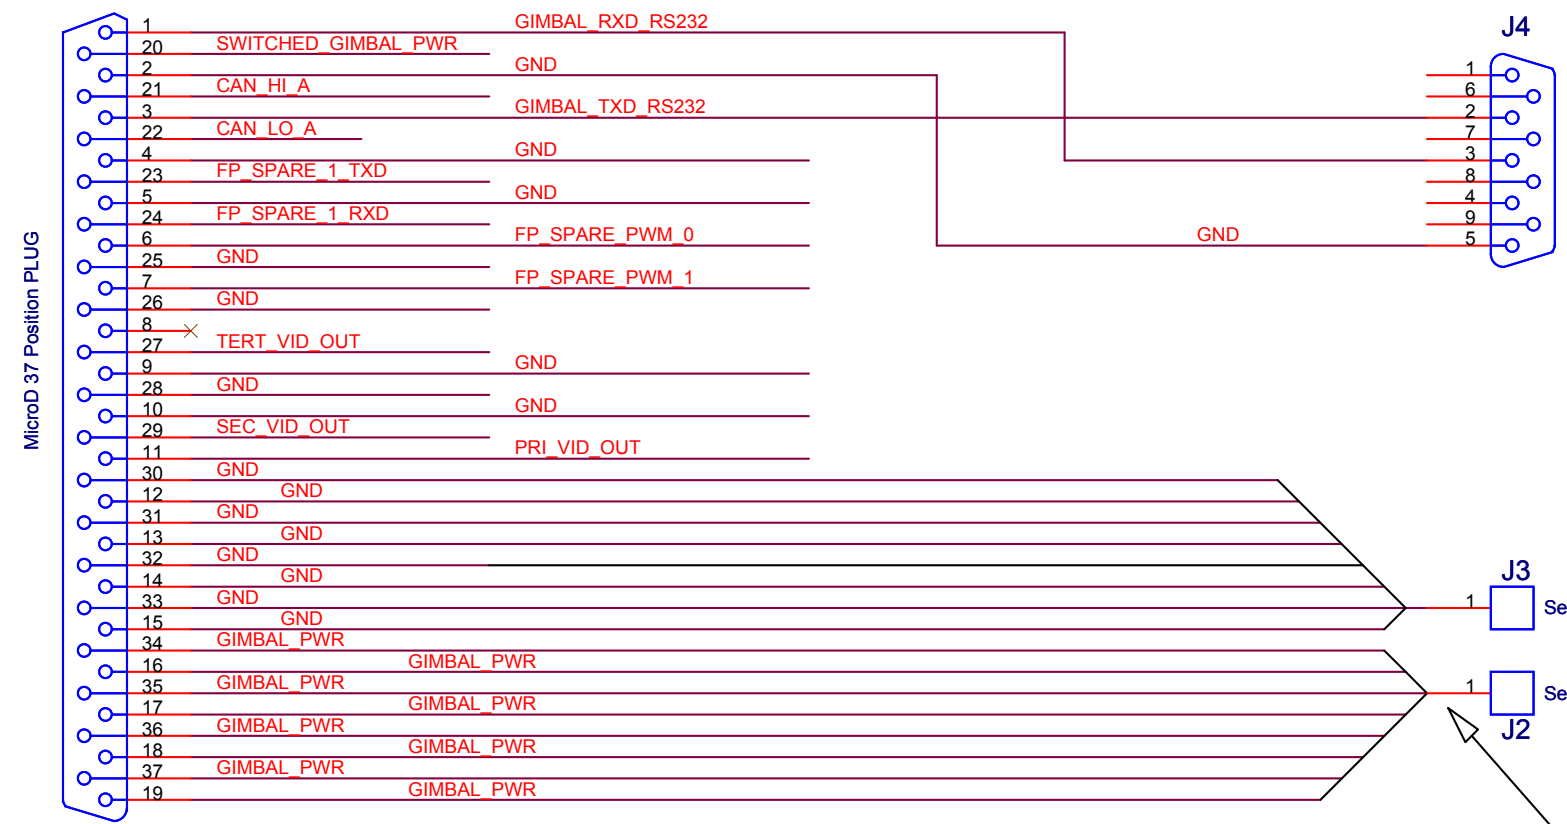 MicroD 37 Position PLUG
1 GIMBAL_RXD_RS232
20 SWITCHED_GIMBAL_PWR
2 GND
21 CAN_HI_A
3 GIMBAL_TXD_RS232
22 CAN_LO_A
4 GND
23 FP_SPARE_1_TXD
5 GND
24 FP_SPARE_1_RXD
6 FP_SPARE_PWM_0
25 GND
7 FP_SPARE_PWM_1
26 GND
8
27 TERT_VID_OUT
9 GND
28 GND
10 GND
29 SEC_VID_OUT
11 PRI_VID_OUT
30 GND
12 GND
31 GND
13 GND
32 GND
14 GND
33 GND
15 GND
34 GIMBAL_PWR
16 GIMBAL_PWR
35 GIMBAL_PWR
17 GIMBAL_PWR
36 GIMBAL_PWR
18 GIMBAL_PWR
37 GIMBAL_PWR
19 GIMBAL_PWR
J4
1
6
2
7
3
8
4
9
GND 5
J3
1 Se
1 Se
J2